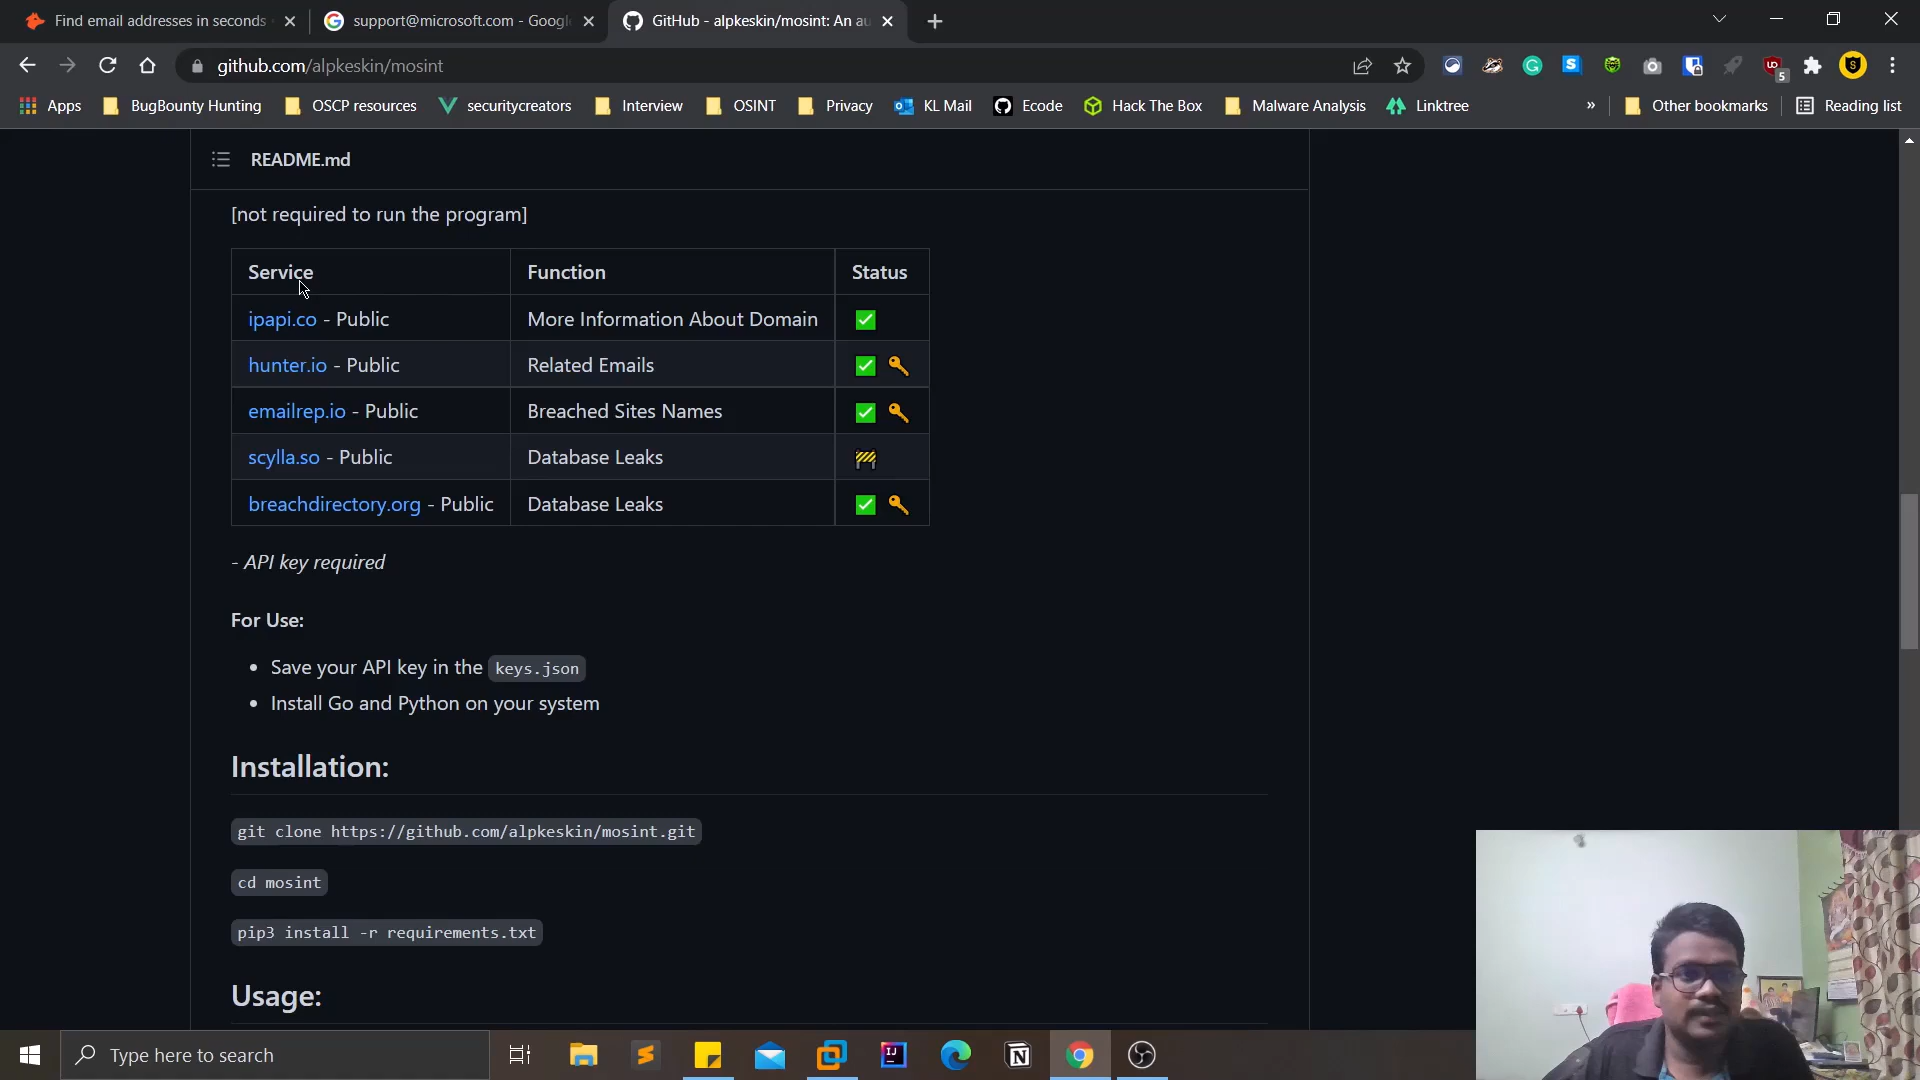 Find email addresses in seconds
support@microsoft.com - Googl
GitHub - alpkeskin/mosint: An au
github.com/alpkeskin/mosint
5
Apps
BugBounty Hunting
OSCP resources
securitycreators
Interview
OSINT
Privacy
KL Mail
Ecode
Hack The Box
Malware Analysis
Linktree
»
Other bookmarks
Reading list
README.md
[not required to run the program]
Service Function Status
ipapi.co - Public More Information About Domain ✅
hunter.io - Public Related Emails ✅ 🔑
emailrep.io - Public Breached Sites Names ✅ 🔑
scylla.so - Public Database Leaks 🚧
breachdirectory.org - Public Database Leaks ✅ 🔑
- API key required
For Use:
• Save your API key in the keys.json
• Install Go and Python on your system
Installation:
git clone https://github.com/alpkeskin/mosint.git
cd mosint
pip3 install -r requirements.txt
Usage:
Type here to search